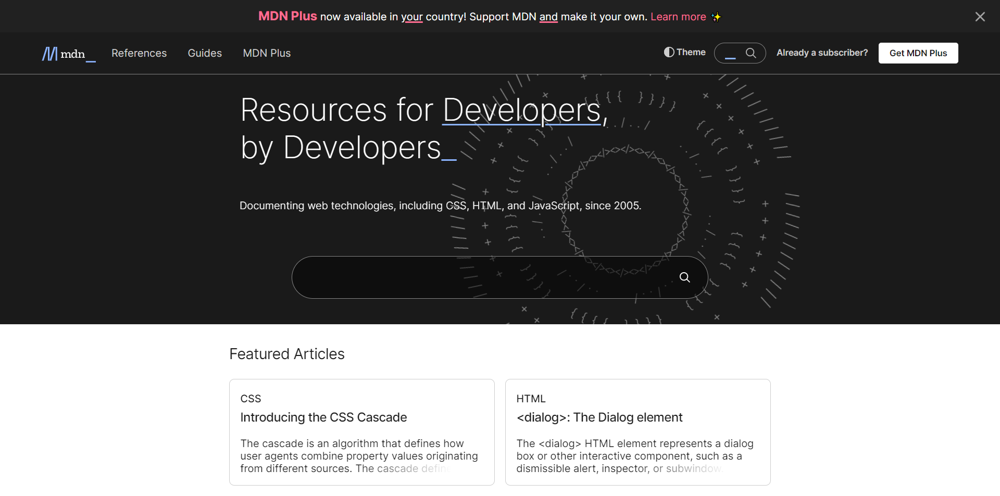 MDN Plus now available in your country! Support MDN and make it your own. Learn more ✨
mdn_
References Guides MDN Plus
Theme
Already a subscriber?
Get MDN Plus
Resources for Developers,
by Developers_
Documenting web technologies, including CSS, HTML, and JavaScript, since 2005.
Featured Articles
CSS
Introducing the CSS Cascade
The cascade is an algorithm that defines how
user agents combine property values originating
from different sources. The cascade define
HTML
<dialog>: The Dialog element
The <dialog> HTML element represents a dialog
box or other interactive component, such as a
dismissible alert, inspector, or subwindow.